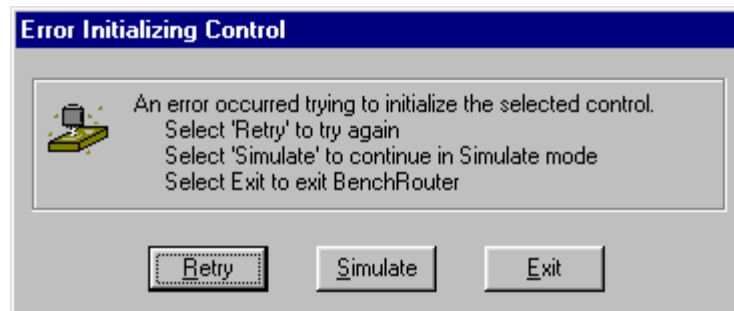 Error Initializing Control
An error occurred trying to initialize the selected control.
Select 'Retry' to try again
Select 'Simulate' to continue in Simulate mode
Select Exit to exit BenchRouter
Retry Simulate Exit